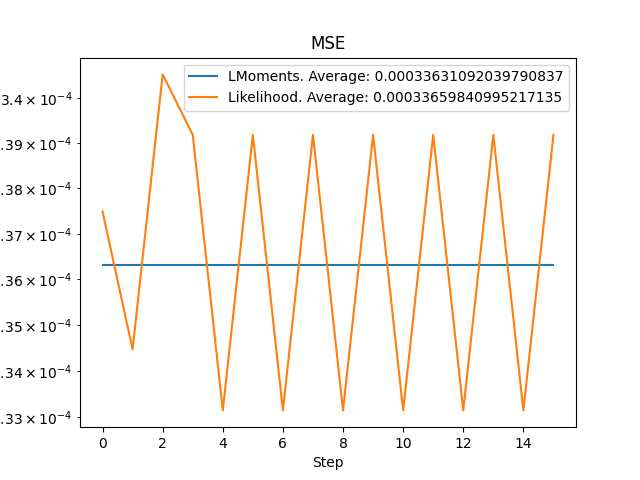 MSE
LMoments. Average: 0.00033631092039790837
Likelihood. Average: 0.00033659840995217135
3.4 × 10⁻⁴
.39 × 10⁻⁴
.38 × 10⁻⁴
.37 × 10⁻⁴
.36 × 10⁻⁴
.35 × 10⁻⁴
.34 × 10⁻⁴
.33 × 10⁻⁴
0 2 4 6 8 10 12 14
Step